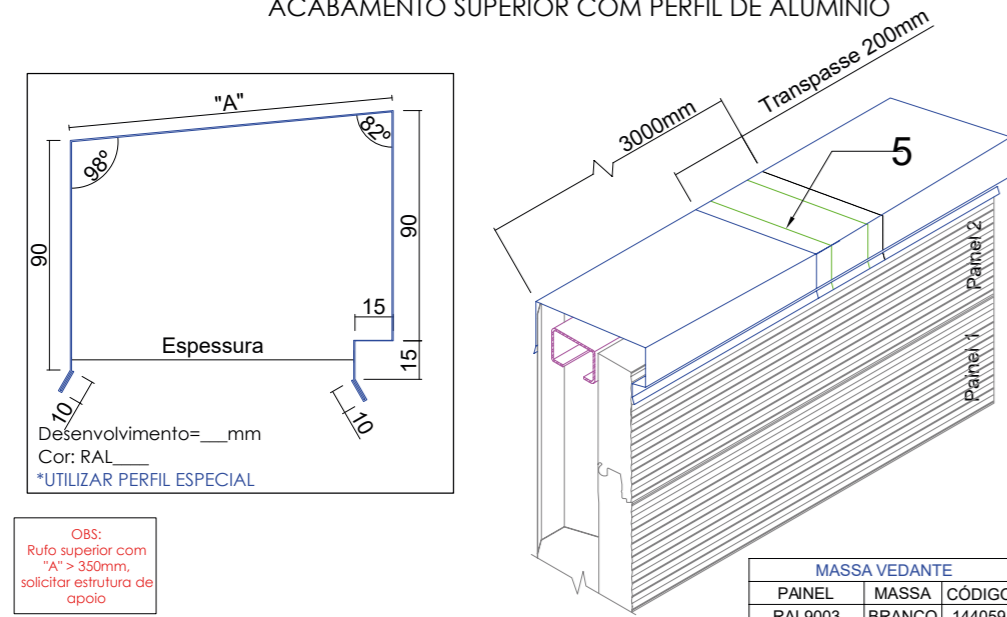 ACABAMENTO SUPERIOR COM PERFIL DE ALUMÍNIO
"A"
98º
82º
90
90
15
15
Espessura
10
10
Desenvolvimento=___mm
Cor: RAL____
*UTILIZAR PERFIL ESPECIAL
OBS:
Rufo superior com
"A" > 350mm,
solicitar estrutura de
apoio
3000mm
Transpasse 200mm
5
Painel 2
Painel 1
MASSA VEDANTE
PAINEL MASSA CÓDIGO
RAL9003 BRANCO 144059